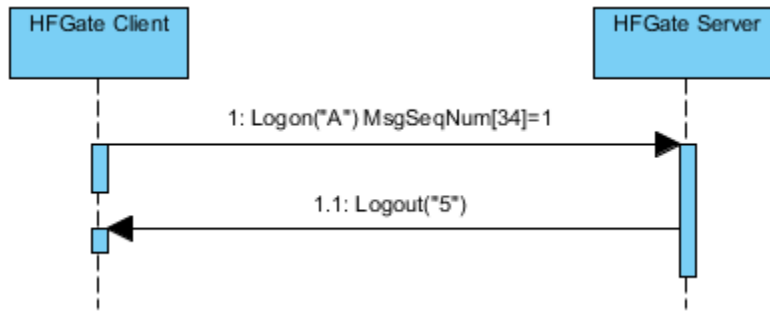 HFGate Client
HFGate Server
1: Logon("A") MsgSeqNum[34]=1
1.1: Logout("5")